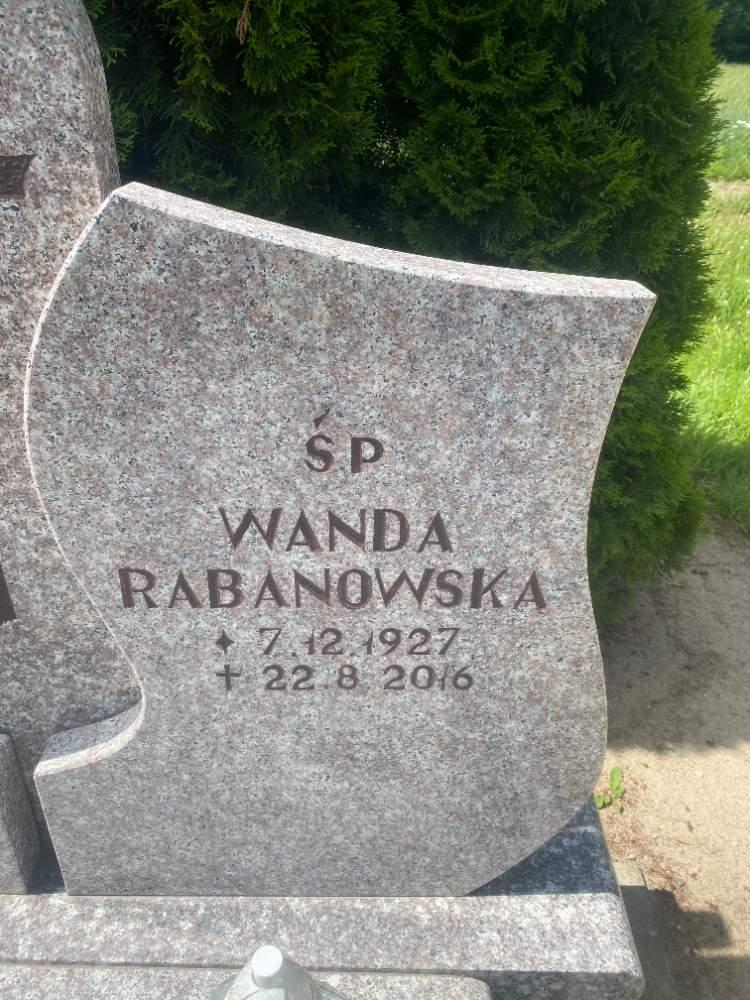 ŚP
WANDA
RABANOWSKA
✦ 7.12.1927
✝ 22.8.2016